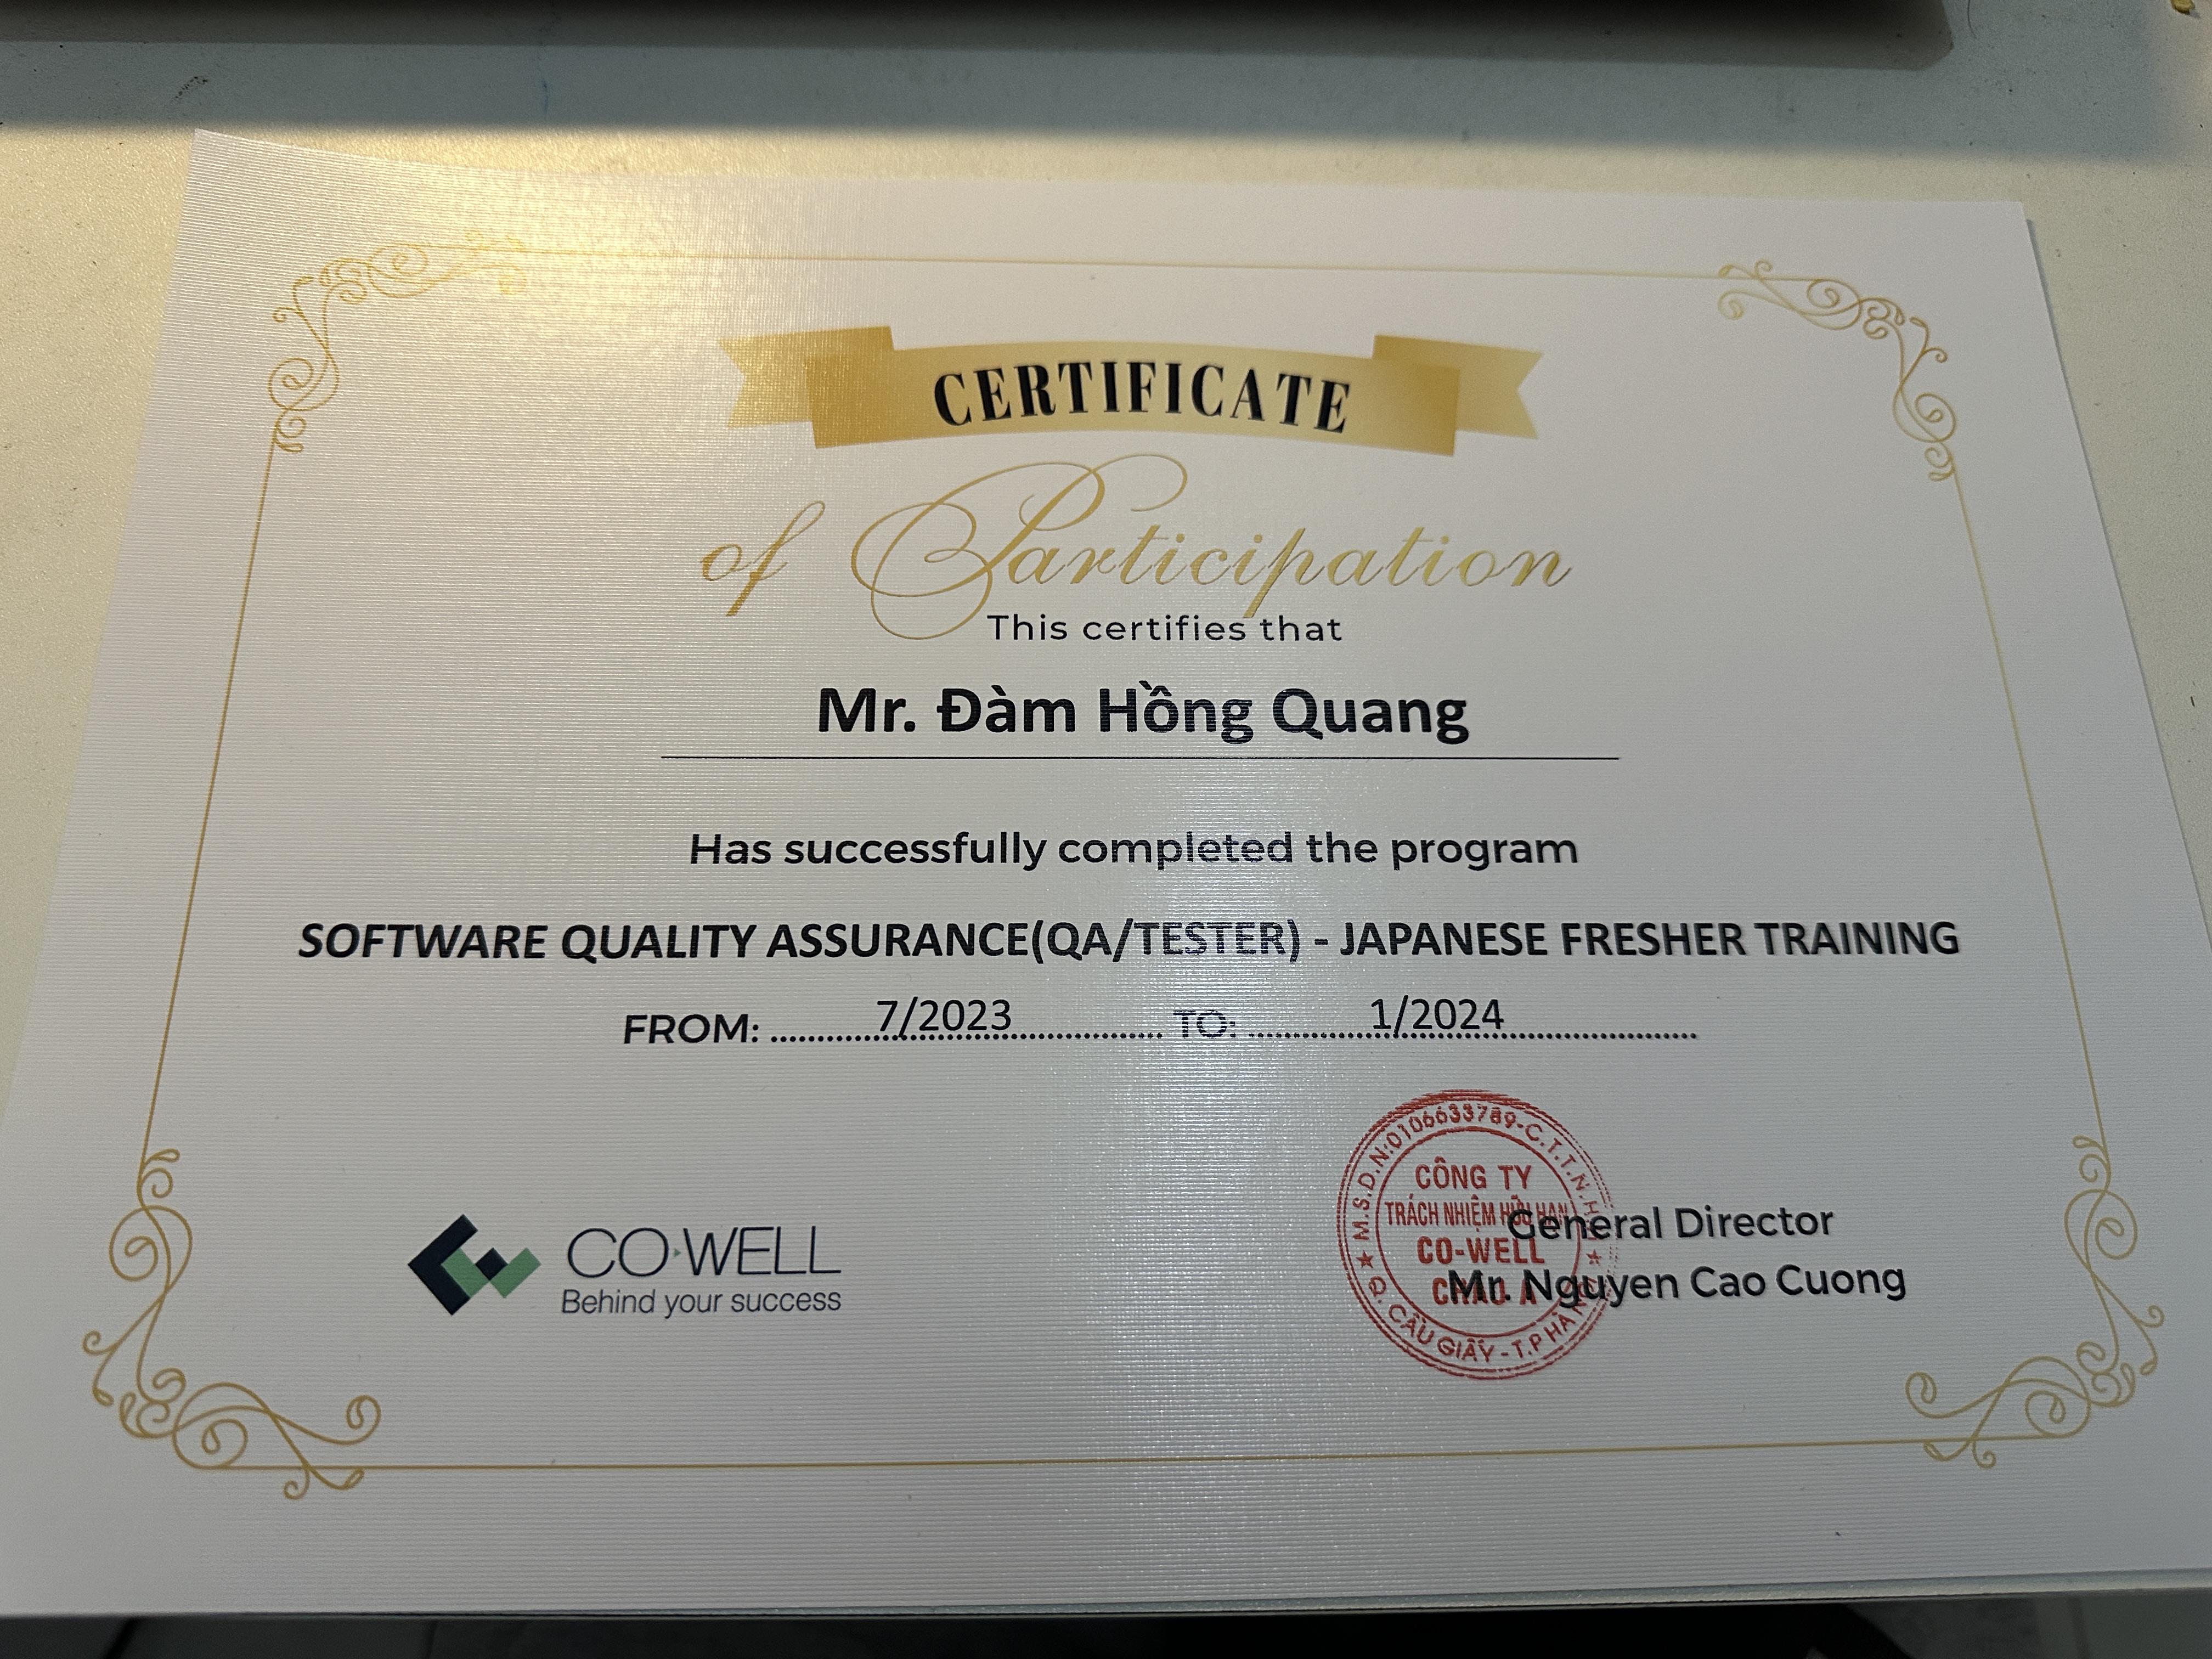 CERTIFICATE
of Participation
This certifies that
Mr. Đàm Hồng Quang
Has successfully completed the program
SOFTWARE QUALITY ASSURANCE(QA/TESTER) - JAPANESE FRESHER TRAINING
FROM: ........7/2023.............. TO: ...........1/2024.................
CO-WELL
Behind your success
M.S.D.N:0106633789-C.T.T.N.H.H
CÔNG TY
TRÁCH NHIỆM HỮU HẠN
CO-WELL
CHÂU Á
Q. CẦU GIẤY - T.P HÀ
General Director
Mr. Nguyen Cao Cuong